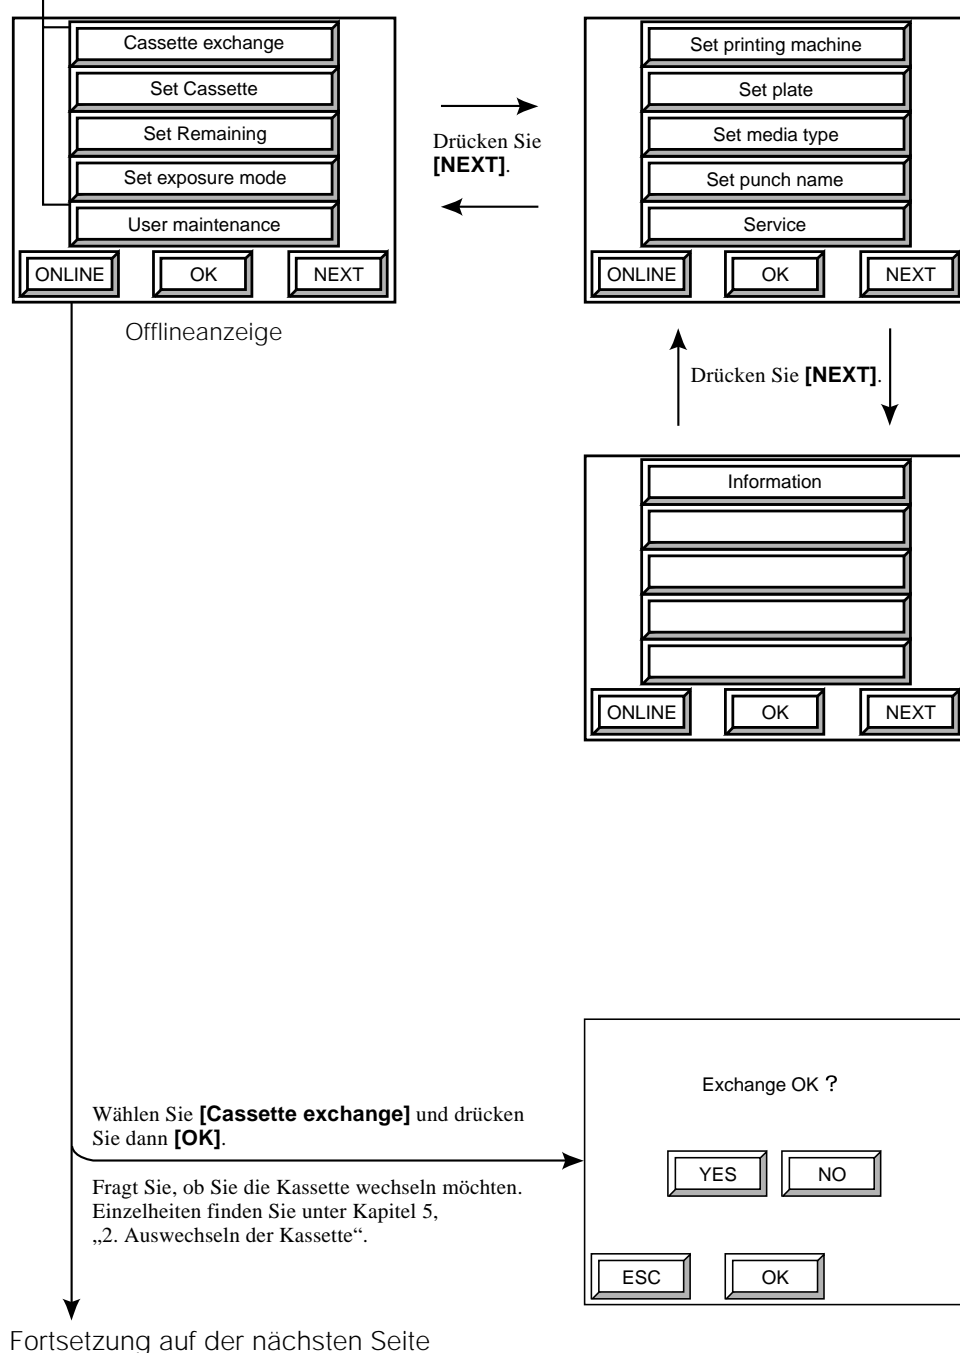 Cassette exchange
Set Cassette
Set Remaining
Set exposure mode
User maintenance
ONLINE
OK
NEXT
Offlineanzeige
Drücken Sie
[NEXT].
Set printing machine
Set plate
Set media type
Set punch name
Service
ONLINE
OK
NEXT
Drücken Sie [NEXT].
Information
ONLINE
OK
NEXT
Wählen Sie [Cassette exchange] und drücken
Sie dann [OK].
Fragt Sie, ob Sie die Kassette wechseln möchten.
Einzelheiten finden Sie unter Kapitel 5,
„2. Auswechseln der Kassette“.
Exchange OK ?
YES
NO
ESC
OK
Fortsetzung auf der nächsten Seite